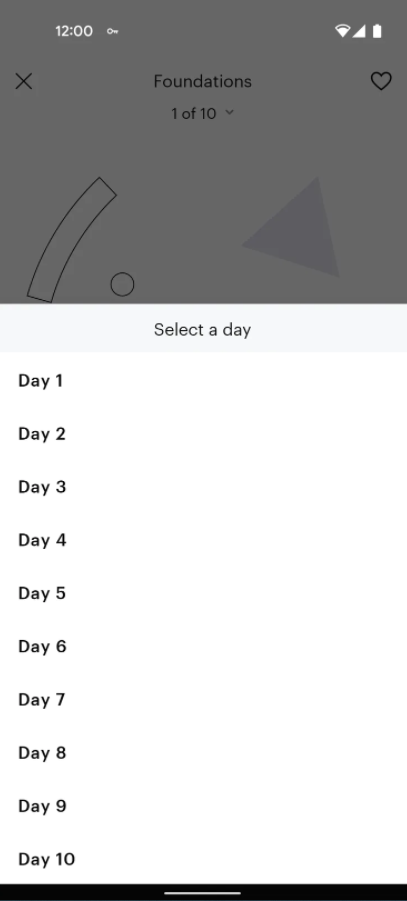 12:00
Foundations
1 of 10
Select a day
Day 1
Day 2
Day 3
Day 4
Day 5
Day 6
Day 7
Day 8
Day 9
Day 10